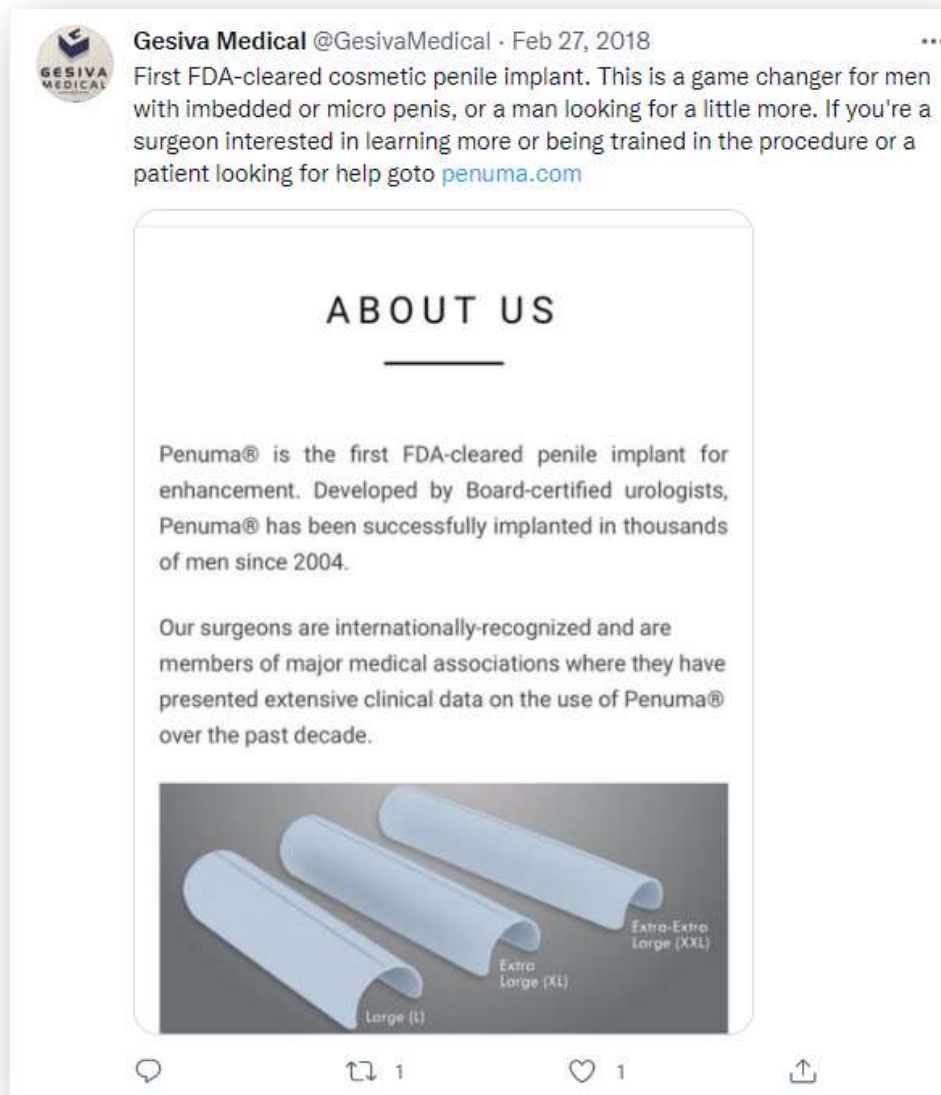 Gesiva Medical @GesivaMedical · Feb 27, 2018
GESIVA
MEDICAL
First FDA-cleared cosmetic penile implant. This is a game changer for men
with imbedded or micro penis, or a man looking for a little more. If you're a
surgeon interested in learning more or being trained in the procedure or a
patient looking for help goto penuma.com
ABOUT US
Penuma® is the first FDA-cleared penile implant for
enhancement. Developed by Board-certified urologists,
Penuma® has been successfully implanted in thousands
of men since 2004.
Our surgeons are internationally-recognized and are
members of major medical associations where they have
presented extensive clinical data on the use of Penuma®
over the past decade.
Extra-Extra
Large (XXL)
Extra
Large (XL)
Large (L)
1
1